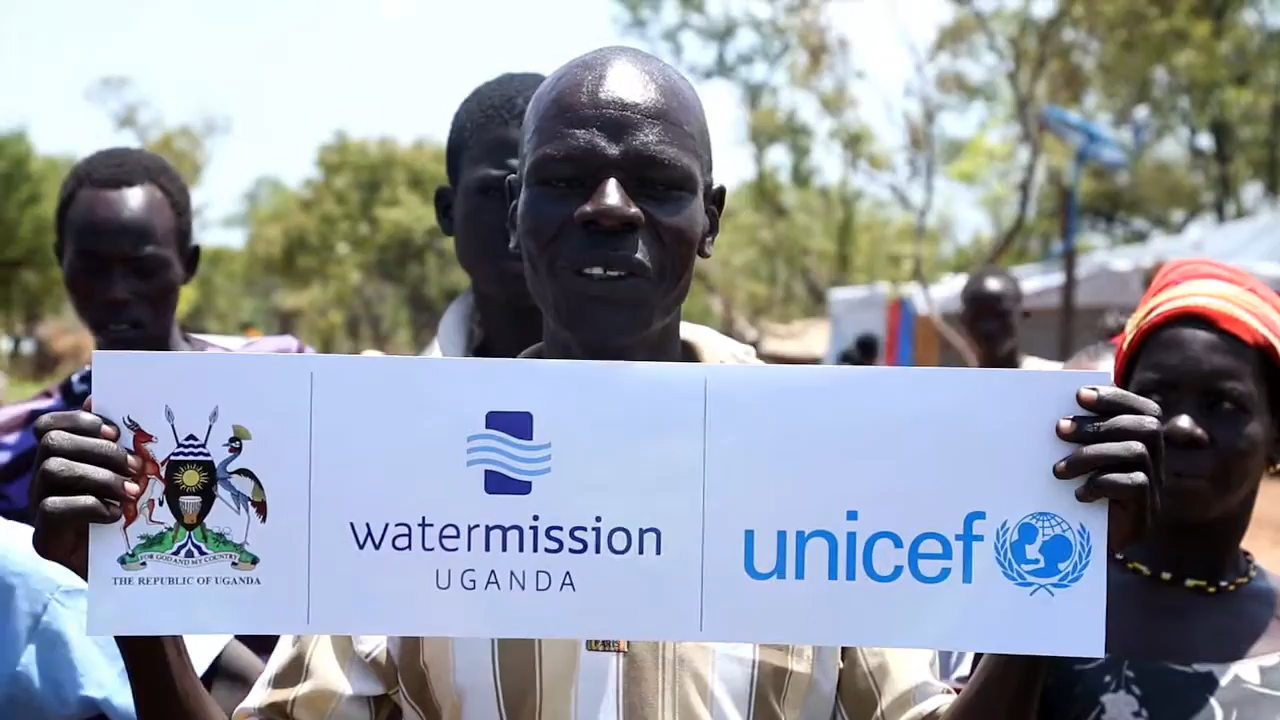 FOR GOD AND MY COUNTRY
THE REPUBLIC OF UGANDA
watermission
UGANDA
unicef